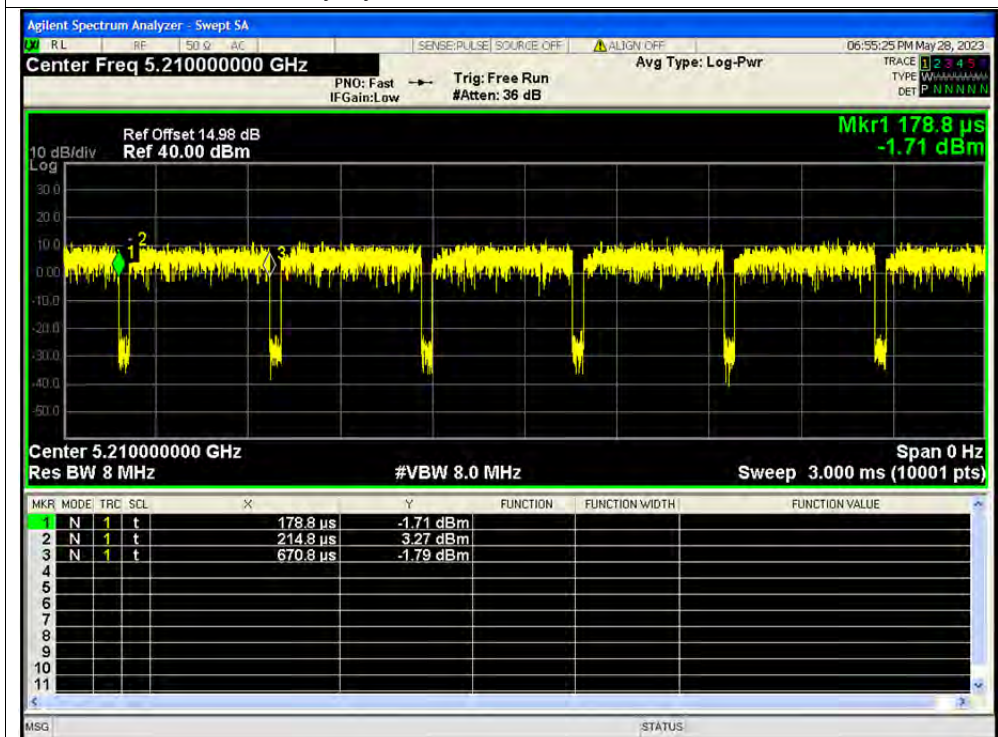 Agilent Spectrum Analyzer - Swept SA
RL RF 50 Ω AC SENSE:PULSE SOURCE OFF ALIGN OFF 06:55:25 PM May 28, 2023
Center Freq 5.210000000 GHz Avg Type: Log-Pwr TRACE 1 2 3 4 5 6
PNO: Fast Trig: Free Run TYPE WWWWWW
IFGain:Low #Atten: 36 dB DET P N N N N N
Mkr1 178.8 µs
Ref Offset 14.98 dB
10 dB/div Ref 40.00 dBm -1.71 dBm
Log
30.0
20.0
10.0
0.00
-10.0
-20.0
-30.0
-40.0
-50.0
1 2 3
Center 5.210000000 GHz Span 0 Hz
Res BW 8 MHz #VBW 8.0 MHz Sweep 3.000 ms (10001 pts)
MKR MODE TRC SCL X Y FUNCTION FUNCTION WIDTH FUNCTION VALUE
1 N 1 t 178.8 µs -1.71 dBm
2 N 1 t 214.8 µs 3.27 dBm
3 N 1 t 670.8 µs -1.79 dBm
4
5
6
7
8
9
10
11
MSG STATUS